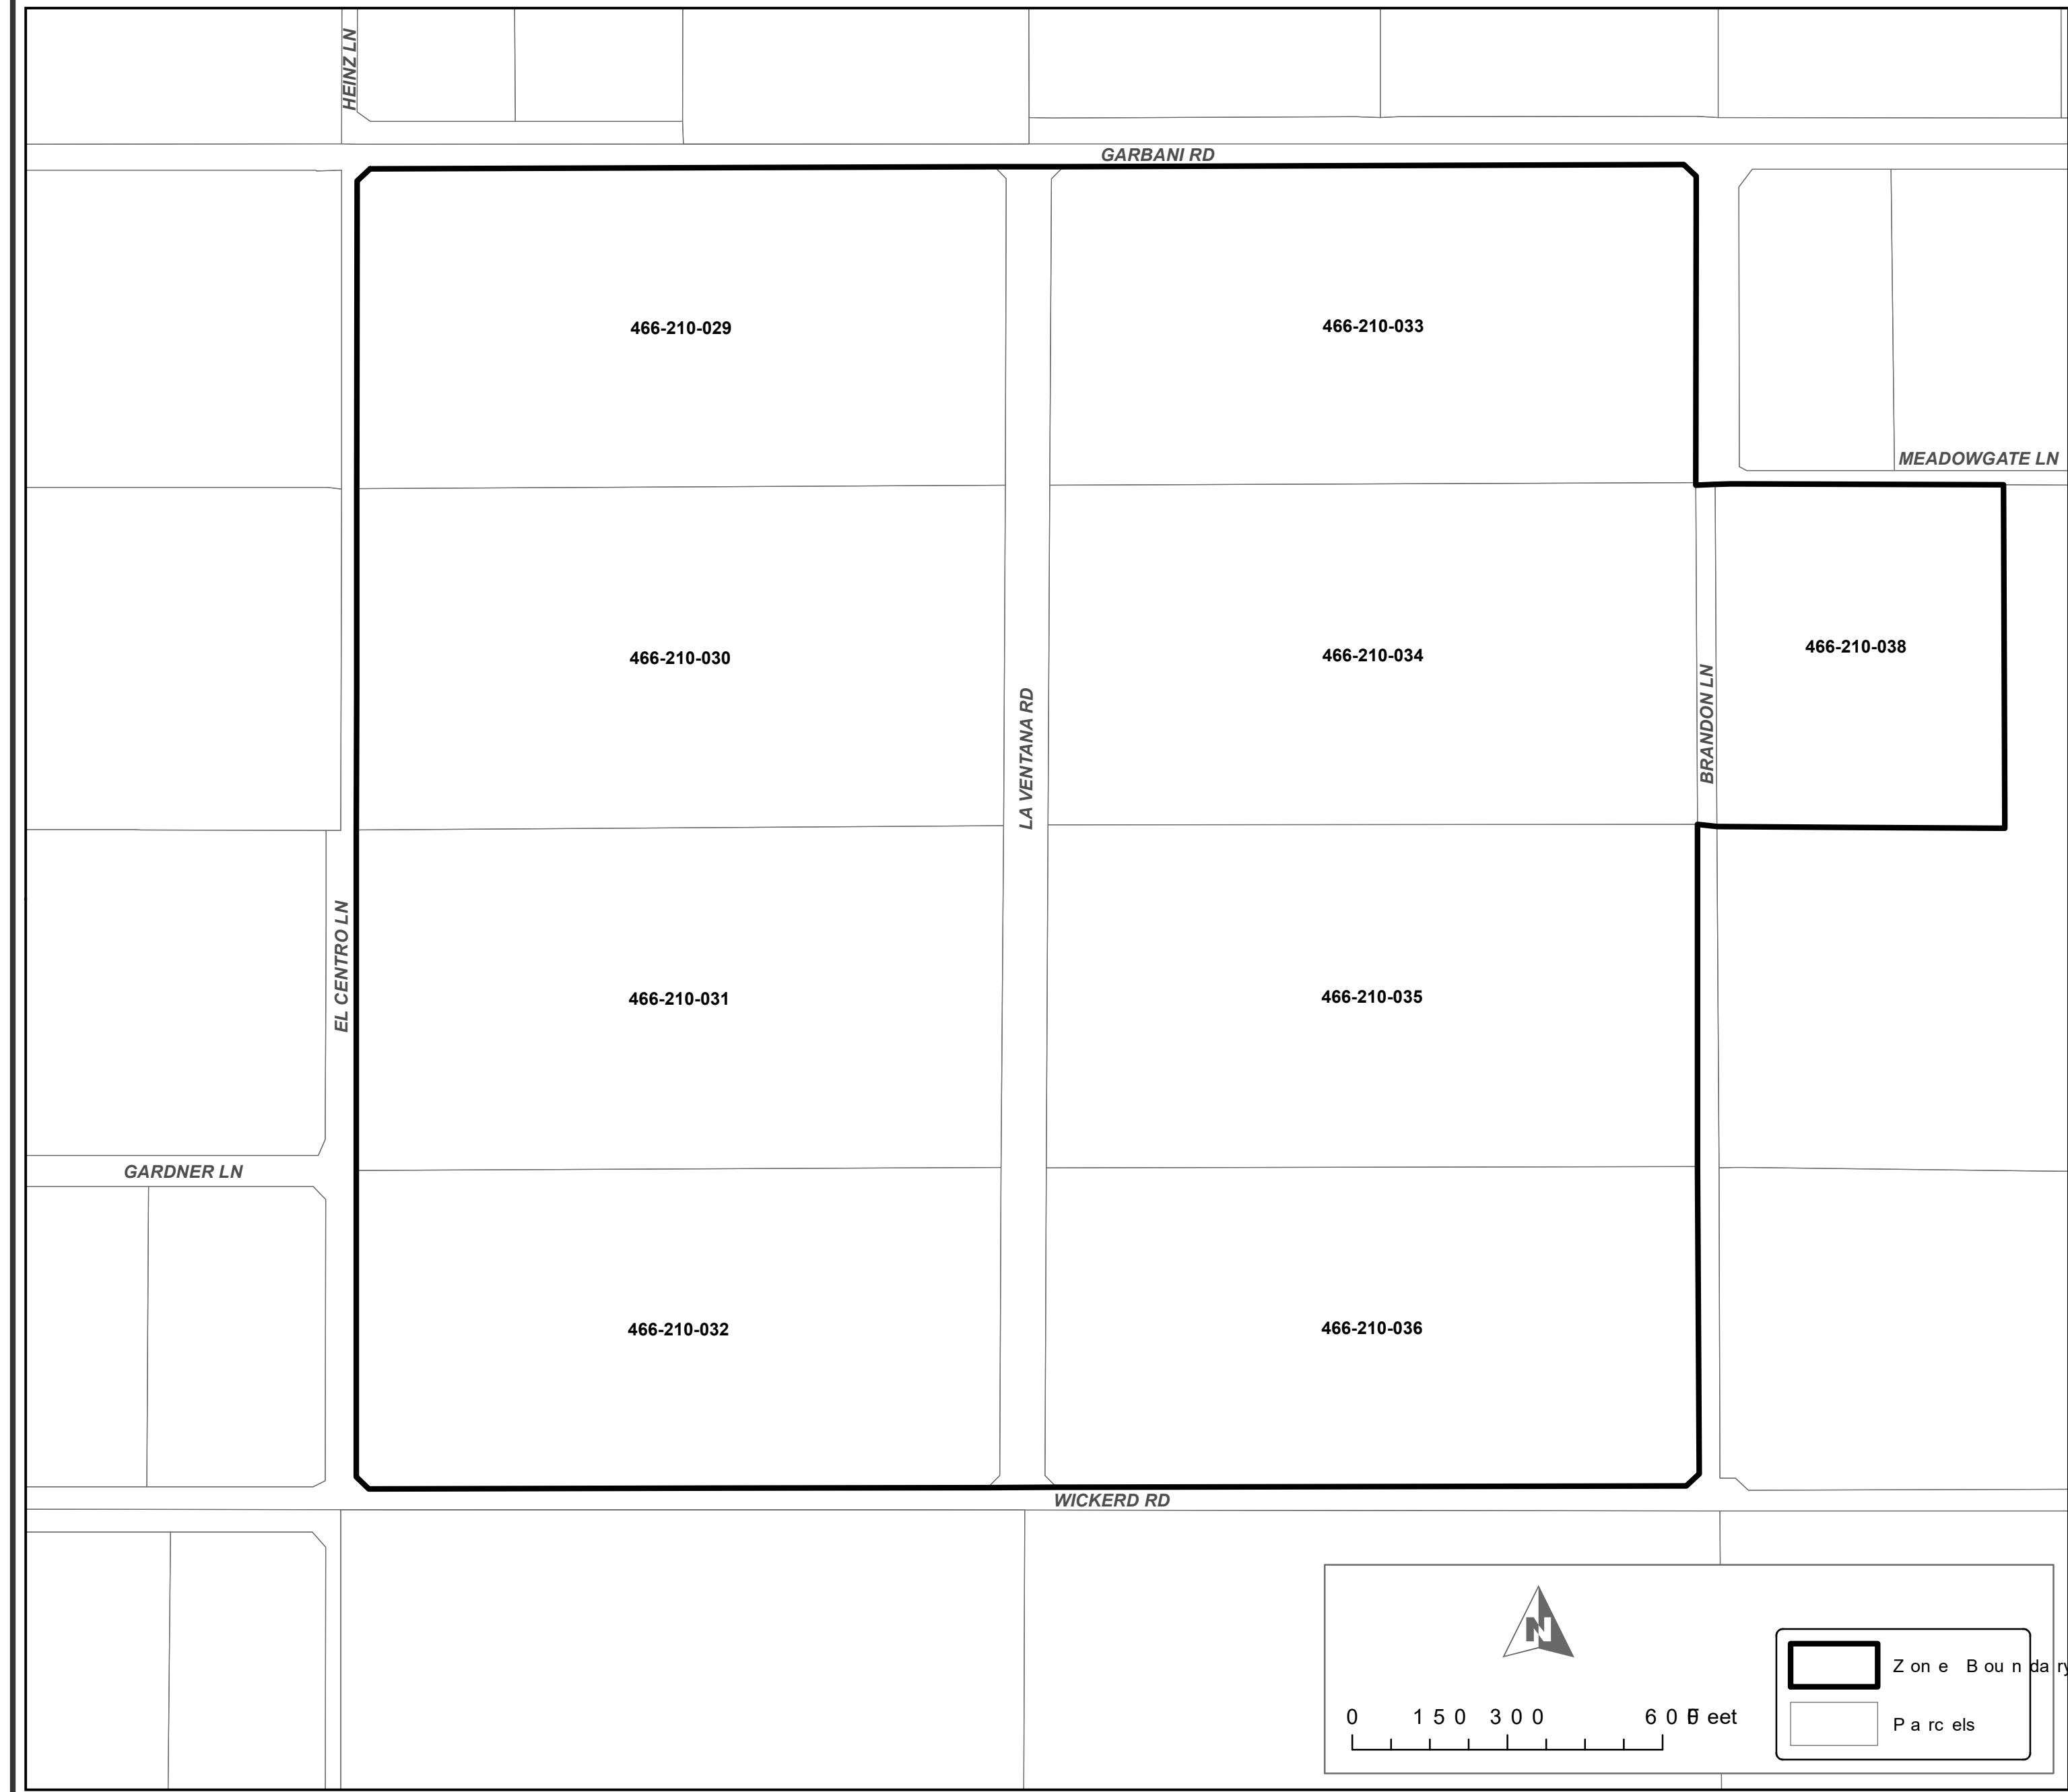 HEINZ LN
GARBANI RD
466-210-029
466-210-033
MEADOWGATE LN
466-210-030
466-210-034
466-210-038
BRANDON LN
LA VENTANA RD
EL CENTRO LN
466-210-031
466-210-035
GARDNER LN
466-210-032
466-210-036
WICKERD RD
N
0 150 300 600 Feet
Zone Boundary
Parcels